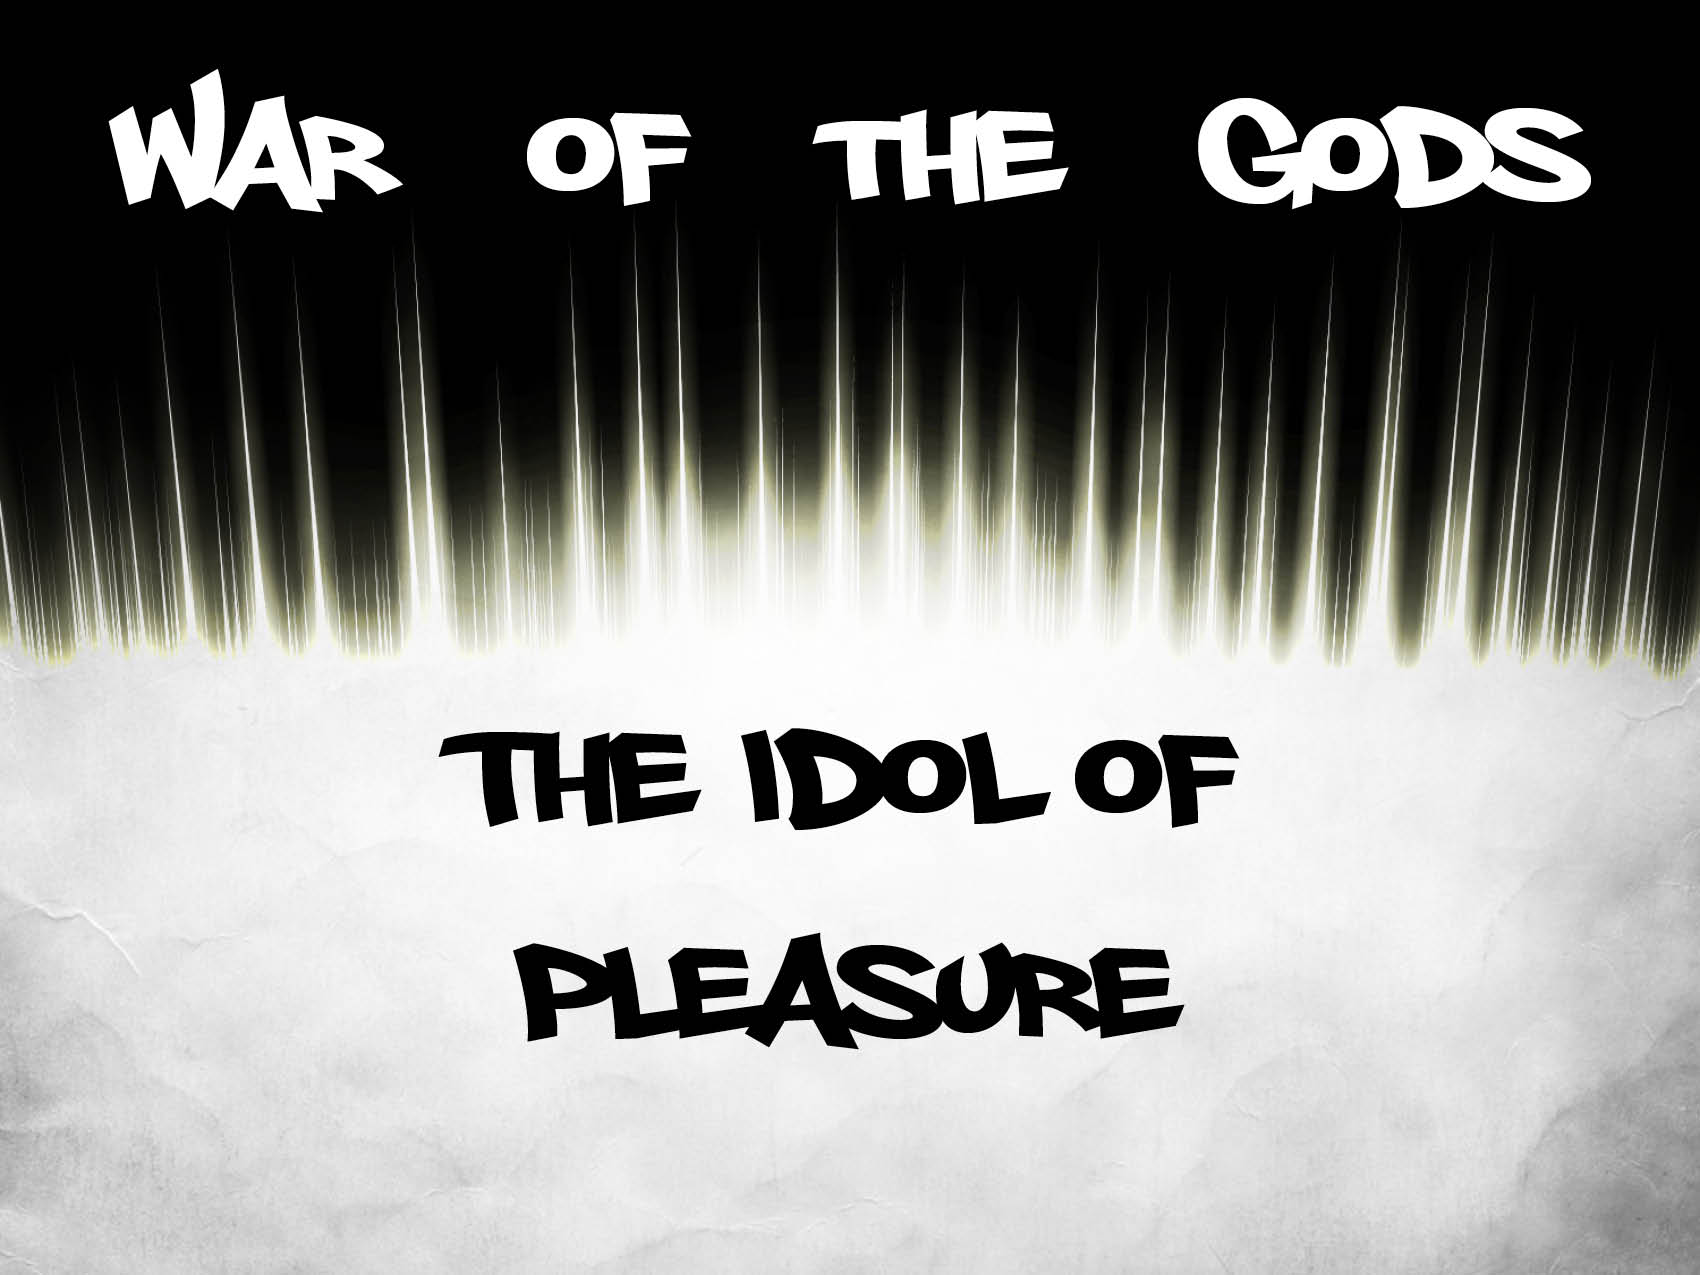 WAR OF THE GODS
THE IDOL OF
PLEASURE